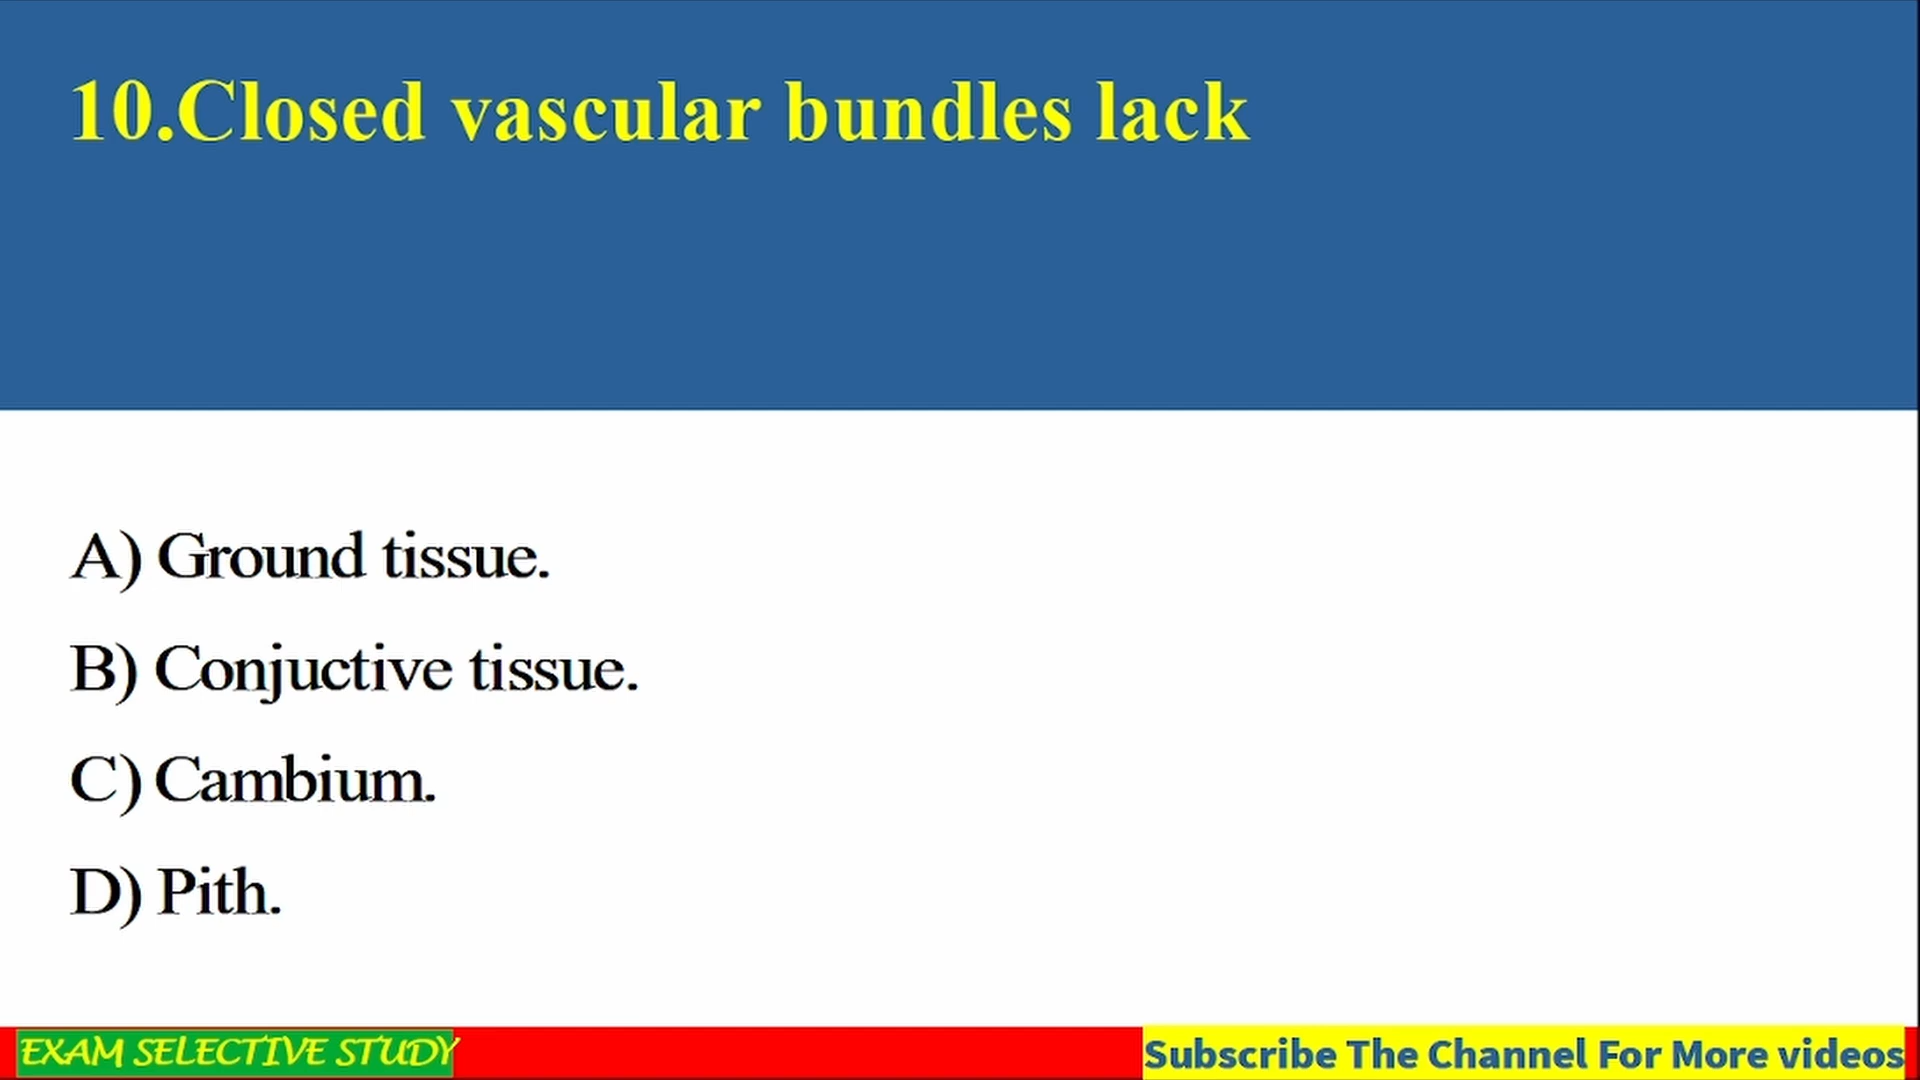 10.Closed vascular bundles lack
A) Ground tissue.
B) Conjuctive tissue.
C) Cambium.
D) Pith.
EXAM SELECTIVE STUDY
Subscribe The Channel For More videos